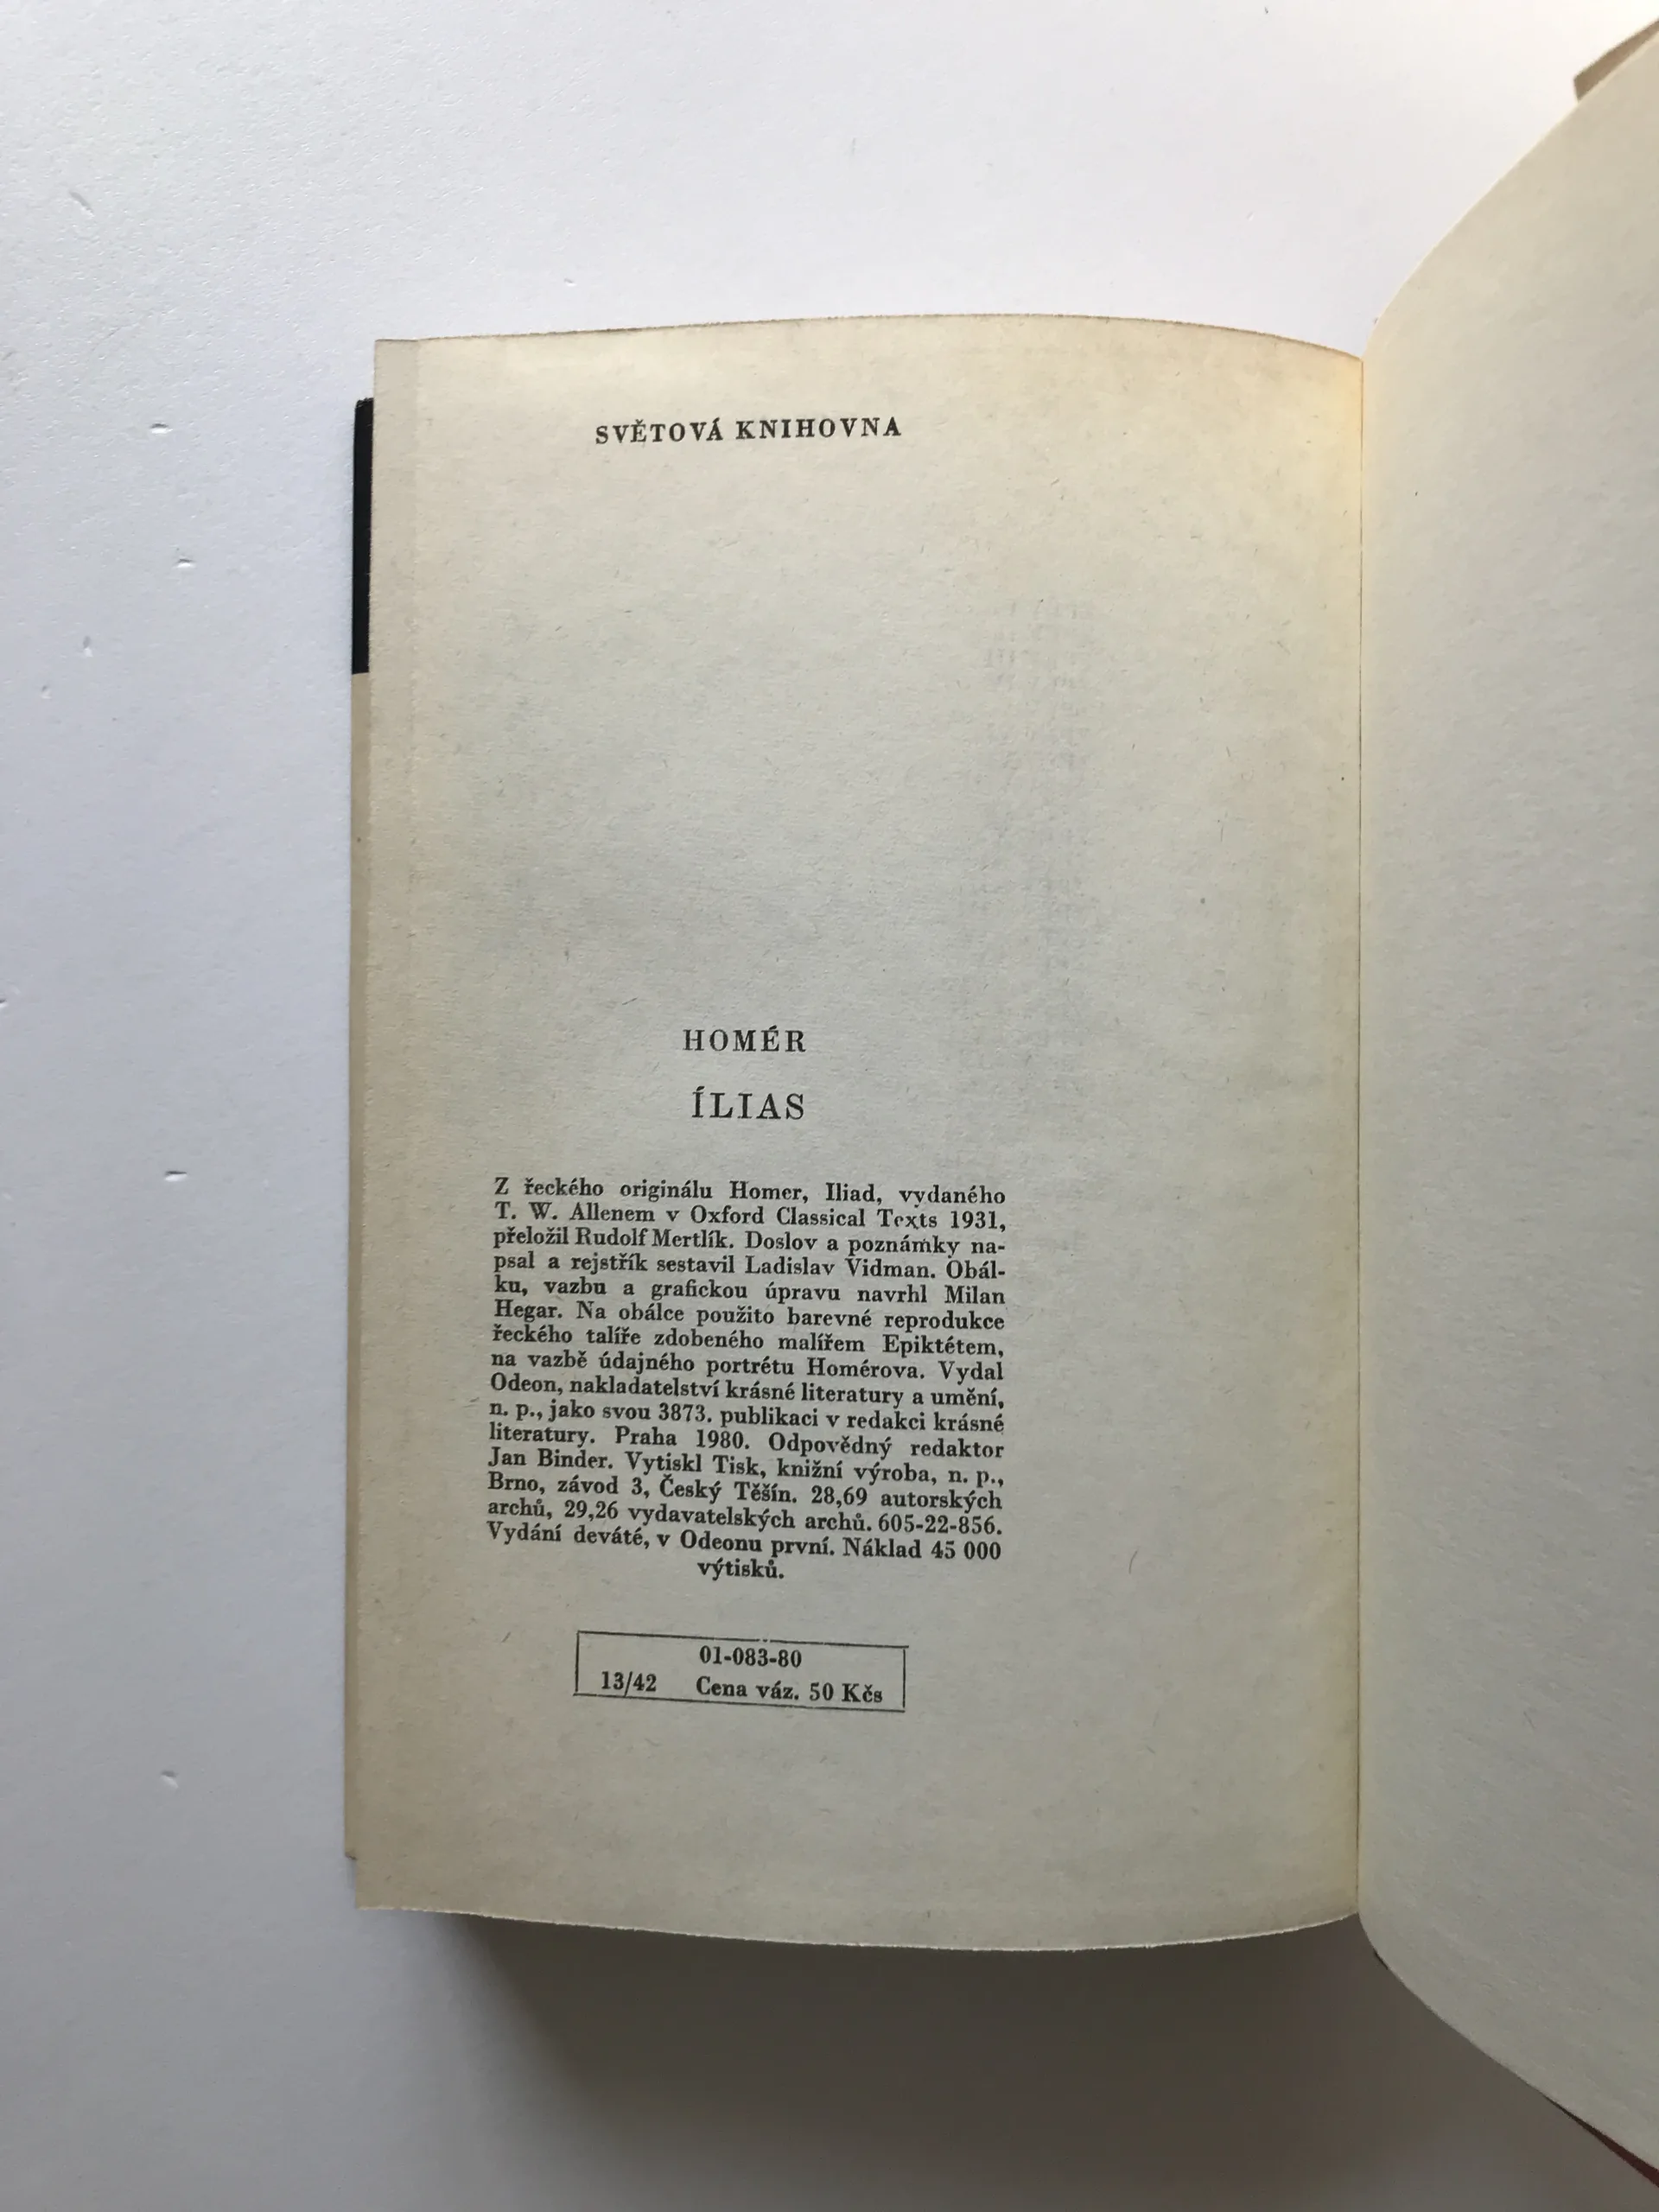 SVĚTOVÁ KNIHOVNA
HOMÉR
ÍLIAS
Z řeckého originálu Homer, Iliad, vydaného
T. W. Allenem v Oxford Classical Texts 1931,
přeložil Rudolf Mertlík. Doslov a poznámky na-
psal a rejstřík sestavil Ladislav Vidman. Obál-
ku, vazbu a grafickou úpravu navrhl Milan
Hegar. Na obálce použito barevné reprodukce
řeckého talíře zdobeného malířem Epiktétem,
na vazbě údajného portrétu Homérova. Vydal
Odeon, nakladatelství krásné literatury a umění,
n. p., jako svou 3873. publikaci v redakci krásné
literatury. Praha 1980. Odpovědný redaktor
Jan Binder. Vytiskl Tisk, knižní výroba, n. p.,
Brno, závod 3, Český Těšín. 28,69 autorských
archů, 29,26 vydavatelských archů. 605-22-856.
Vydání deváté, v Odeonu první. Náklad 45 000
výtisků.
01-083-80
13/42 Cena váz. 50 Kčs